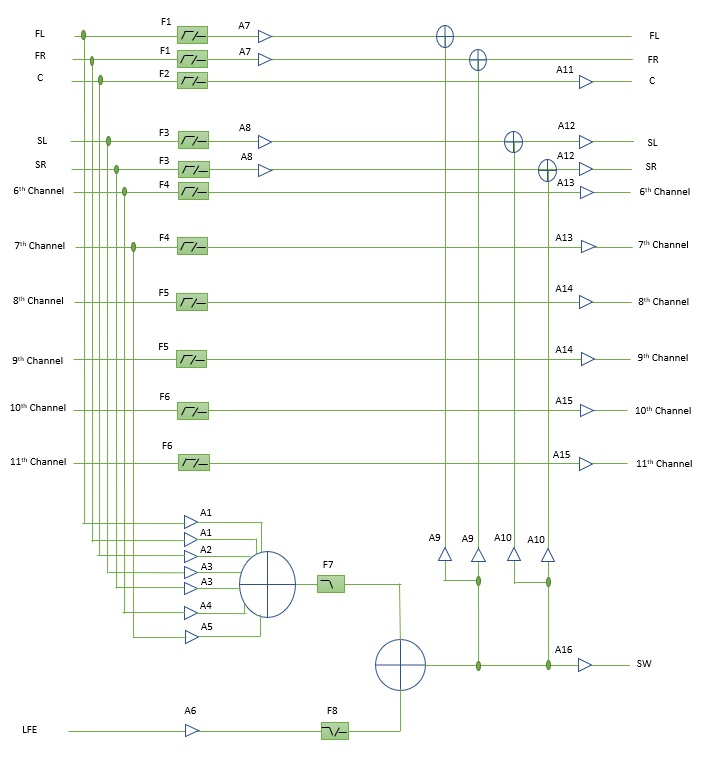 F1
FL
A7
FL
F1
FR
A7
FR
F2
C
A11
C
F3
SL
A8
A12
SL
F3
SR
A8
A12
SR
F4
6th Channel
A13
6th Channel
F4
7th Channel
A13
7th Channel
F5
8th Channel
A14
8th Channel
F5
9th Channel
A14
9th Channel
F6
10th Channel
A15
10th Channel
F6
11th Channel
A15
11th Channel
A1
A1
A2
A3
A3
A4
A5
F7
A9
A9
A10
A10
A16
SW
A6
F8
LFE